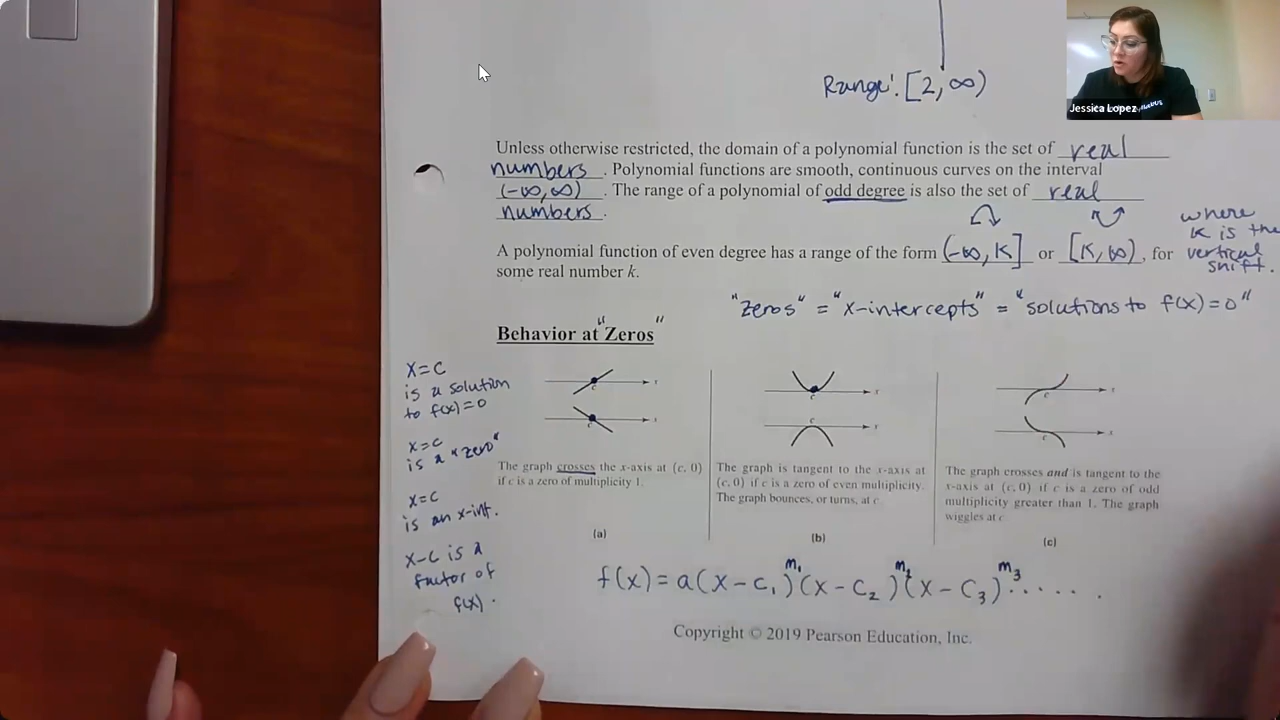 Range: [2, ∞)
Jessica Lopez
Unless otherwise restricted, the domain of a polynomial function is the set of real
numbers. Polynomial functions are smooth, continuous curves on the interval
(-∞, ∞). The range of a polynomial of odd degree is also the set of real
numbers.
where
K is the
vertical
shift.
A polynomial function of even degree has a range of the form (-∞, K] or [K, ∞), for
some real number k.
"Zeros" = "x-intercepts" = "solutions to f(x)=0"
Behavior at "Zeros"
x=c
is a solution
to f(x)=0
x=c
is a "zero"
x=c
is an x-int.
x-c is a
factor of
f(x).
c
x
c
x
The graph crosses the x-axis at (c, 0)
if c is a zero of multiplicity 1.
(a)
c
x
c
x
The graph is tangent to the x-axis at
(c, 0) if c is a zero of even multiplicity.
The graph bounces, or turns, at c.
(b)
c
x
c
x
The graph crosses and is tangent to the
x-axis at (c, 0) if c is a zero of odd
multiplicity greater than 1. The graph
wiggles at c.
(c)
f(x) = a(x-c₁)^m₁ (x-c₂)^m₂ (x-c₃)^m₃ . . . . . .
Copyright © 2019 Pearson Education, Inc.